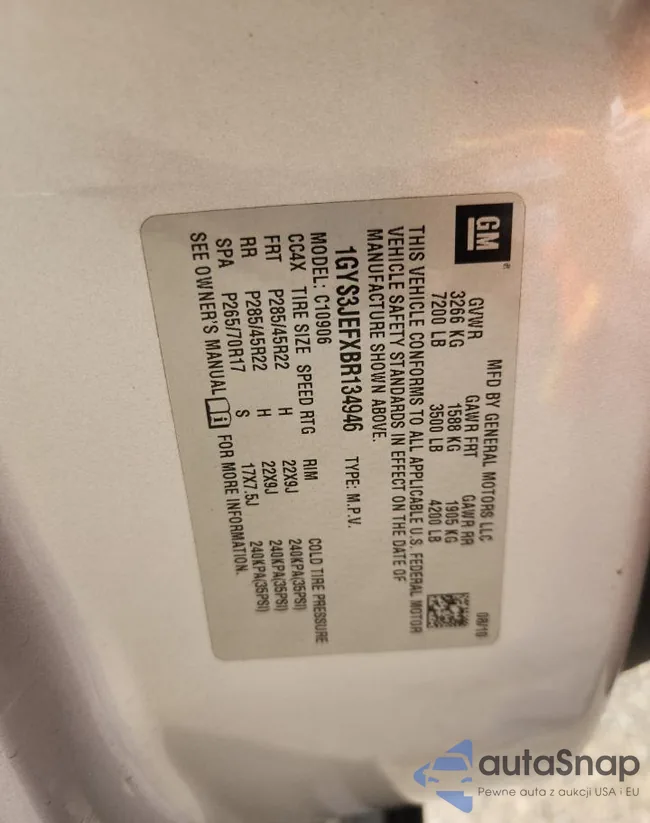 GM
MFD BY GENERAL MOTORS LLC 08/10
GVWR GAWR FRT GAWR RR
3266 KG 1588 KG 1905 KG
7200 LB 3500 LB 4200 LB
THIS VEHICLE CONFORMS TO ALL APPLICABLE U.S. FEDERAL MOTOR
VEHICLE SAFETY STANDARDS IN EFFECT ON THE DATE OF
MANUFACTURE SHOWN ABOVE.
1GYS3JEFXBR134946 TYPE: M.P.V.
MODEL: C10906 COLD TIRE PRESSURE
CC4X TIRE SIZE SPEED RTG RIM
FRT P285/45R22 H 22X9J 240KPA(35PSI)
RR P285/45R22 H 22X9J 240KPA(35PSI)
SPA P265/70R17 S 17X7.5J 240KPA(35PSI)
SEE OWNER'S MANUAL FOR MORE INFORMATION.
autaSnap
Pewne auta z aukcji USA i EU